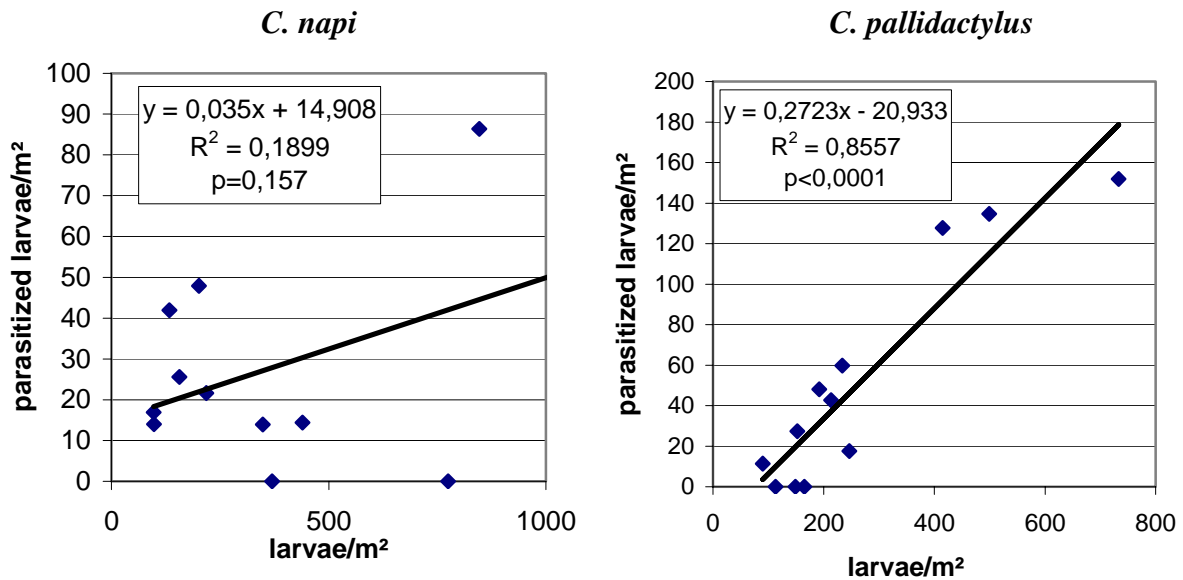 C. napi
y = 0,035x + 14,908
R² = 0,1899
p=0,157
parasitized larvae/m²
100
90
80
70
60
50
40
30
20
10
0
0 500 1000
larvae/m²
C. pallidactylus
y = 0,2723x - 20,933
R² = 0,8557
p<0,0001
parasitized larvae/m²
200
180
160
140
120
100
80
60
40
20
0
0 200 400 600 800
larvae/m²